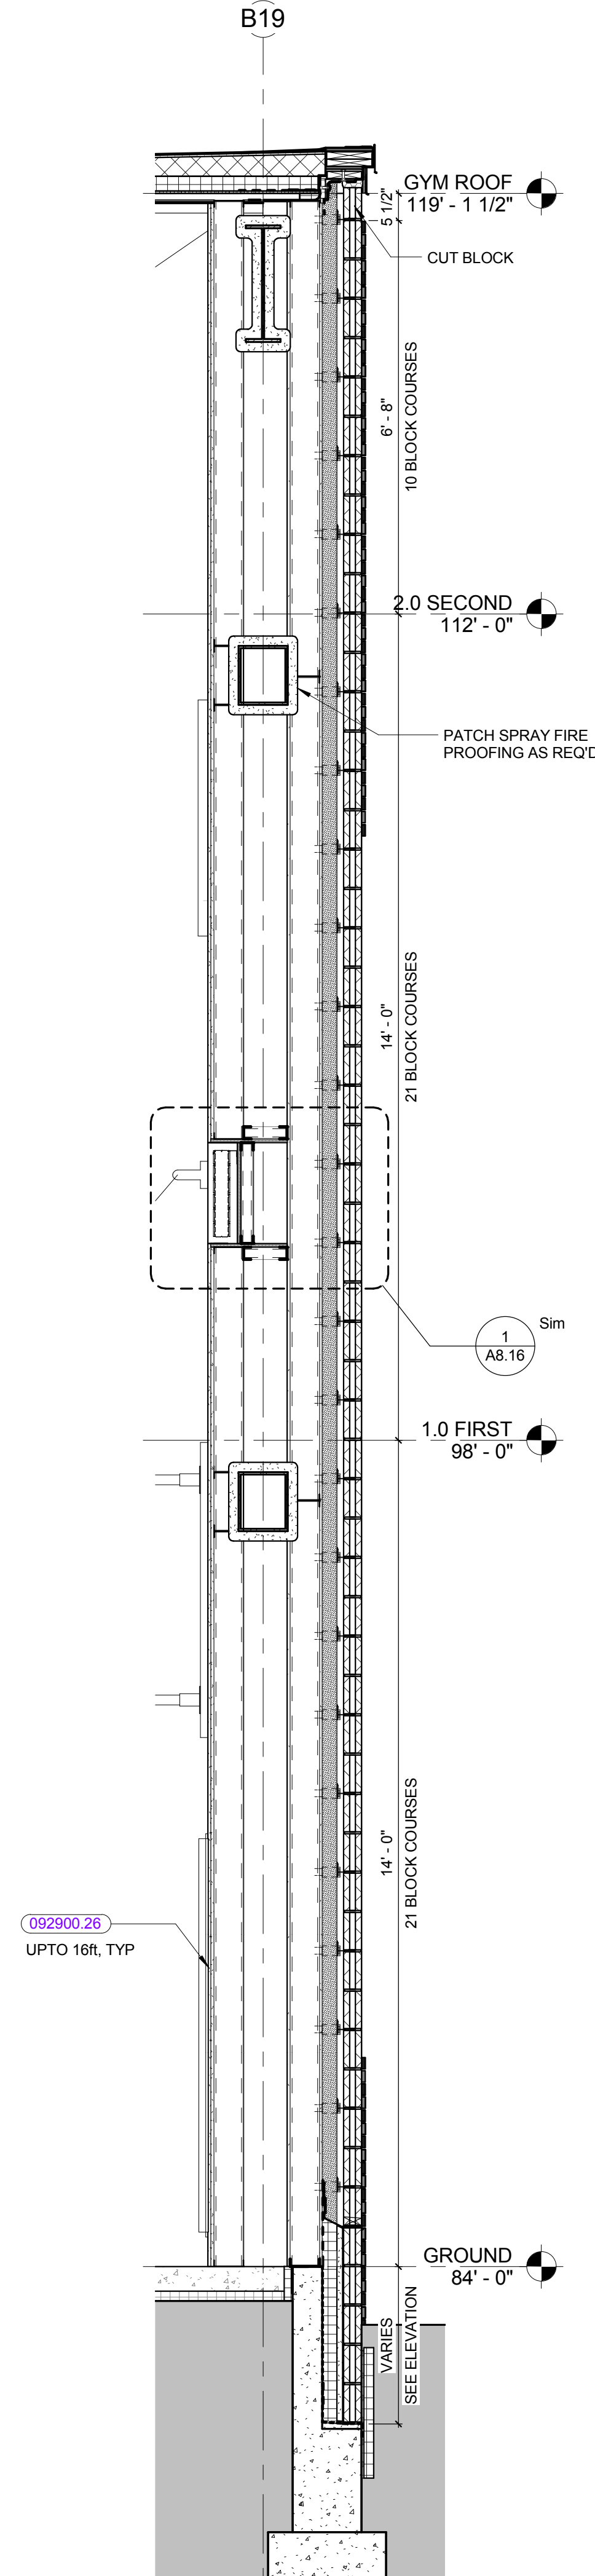 B19
GYM ROOF
119' - 1 1/2"
5 1/2"
CUT BLOCK
6' - 8"
10 BLOCK COURSES
2.0 SECOND
112' - 0"
PATCH SPRAY FIRE
PROOFING AS REQ'D
14' - 0"
21 BLOCK COURSES
1
A8.16
Sim
1.0 FIRST
98' - 0"
14' - 0"
21 BLOCK COURSES
092900.26
UPTO 16ft, TYP
GROUND
84' - 0"
VARIES
SEE ELEVATION